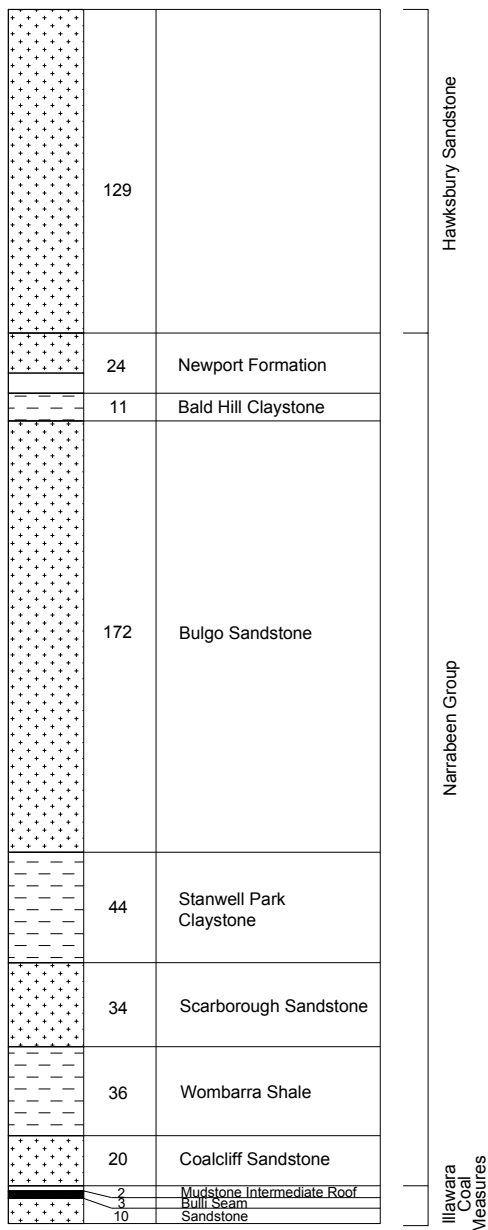 129
Hawksbury Sandstone
24 Newport Formation
11 Bald Hill Claystone
172 Bulgo Sandstone
Narrabeen Group
44 Stanwell Park
Claystone
34 Scarborough Sandstone
36 Wombarra Shale
20 Coalcliff Sandstone
2 Mudstone Intermediate Roof
3 Bulli Seam
10 Sandstone
Illawara
Coal
Measures